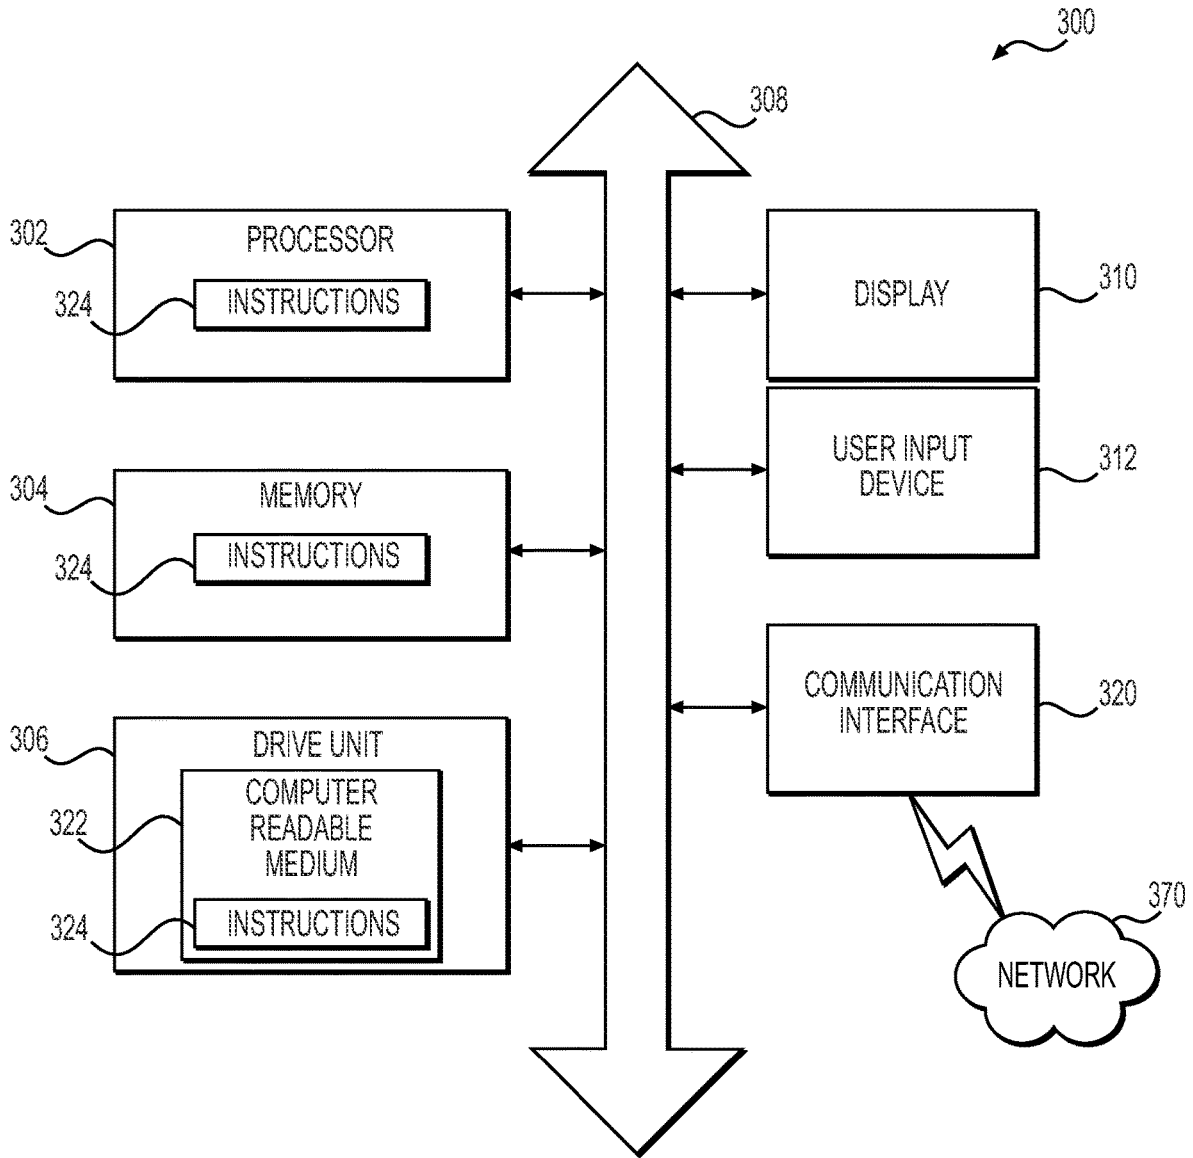 300
308
302
PROCESSOR
324
INSTRUCTIONS
DISPLAY
310
304
MEMORY
324
INSTRUCTIONS
USER INPUT
DEVICE
312
306
DRIVE UNIT
322
COMPUTER
READABLE
MEDIUM
324
INSTRUCTIONS
COMMUNICATION
INTERFACE
320
370
NETWORK